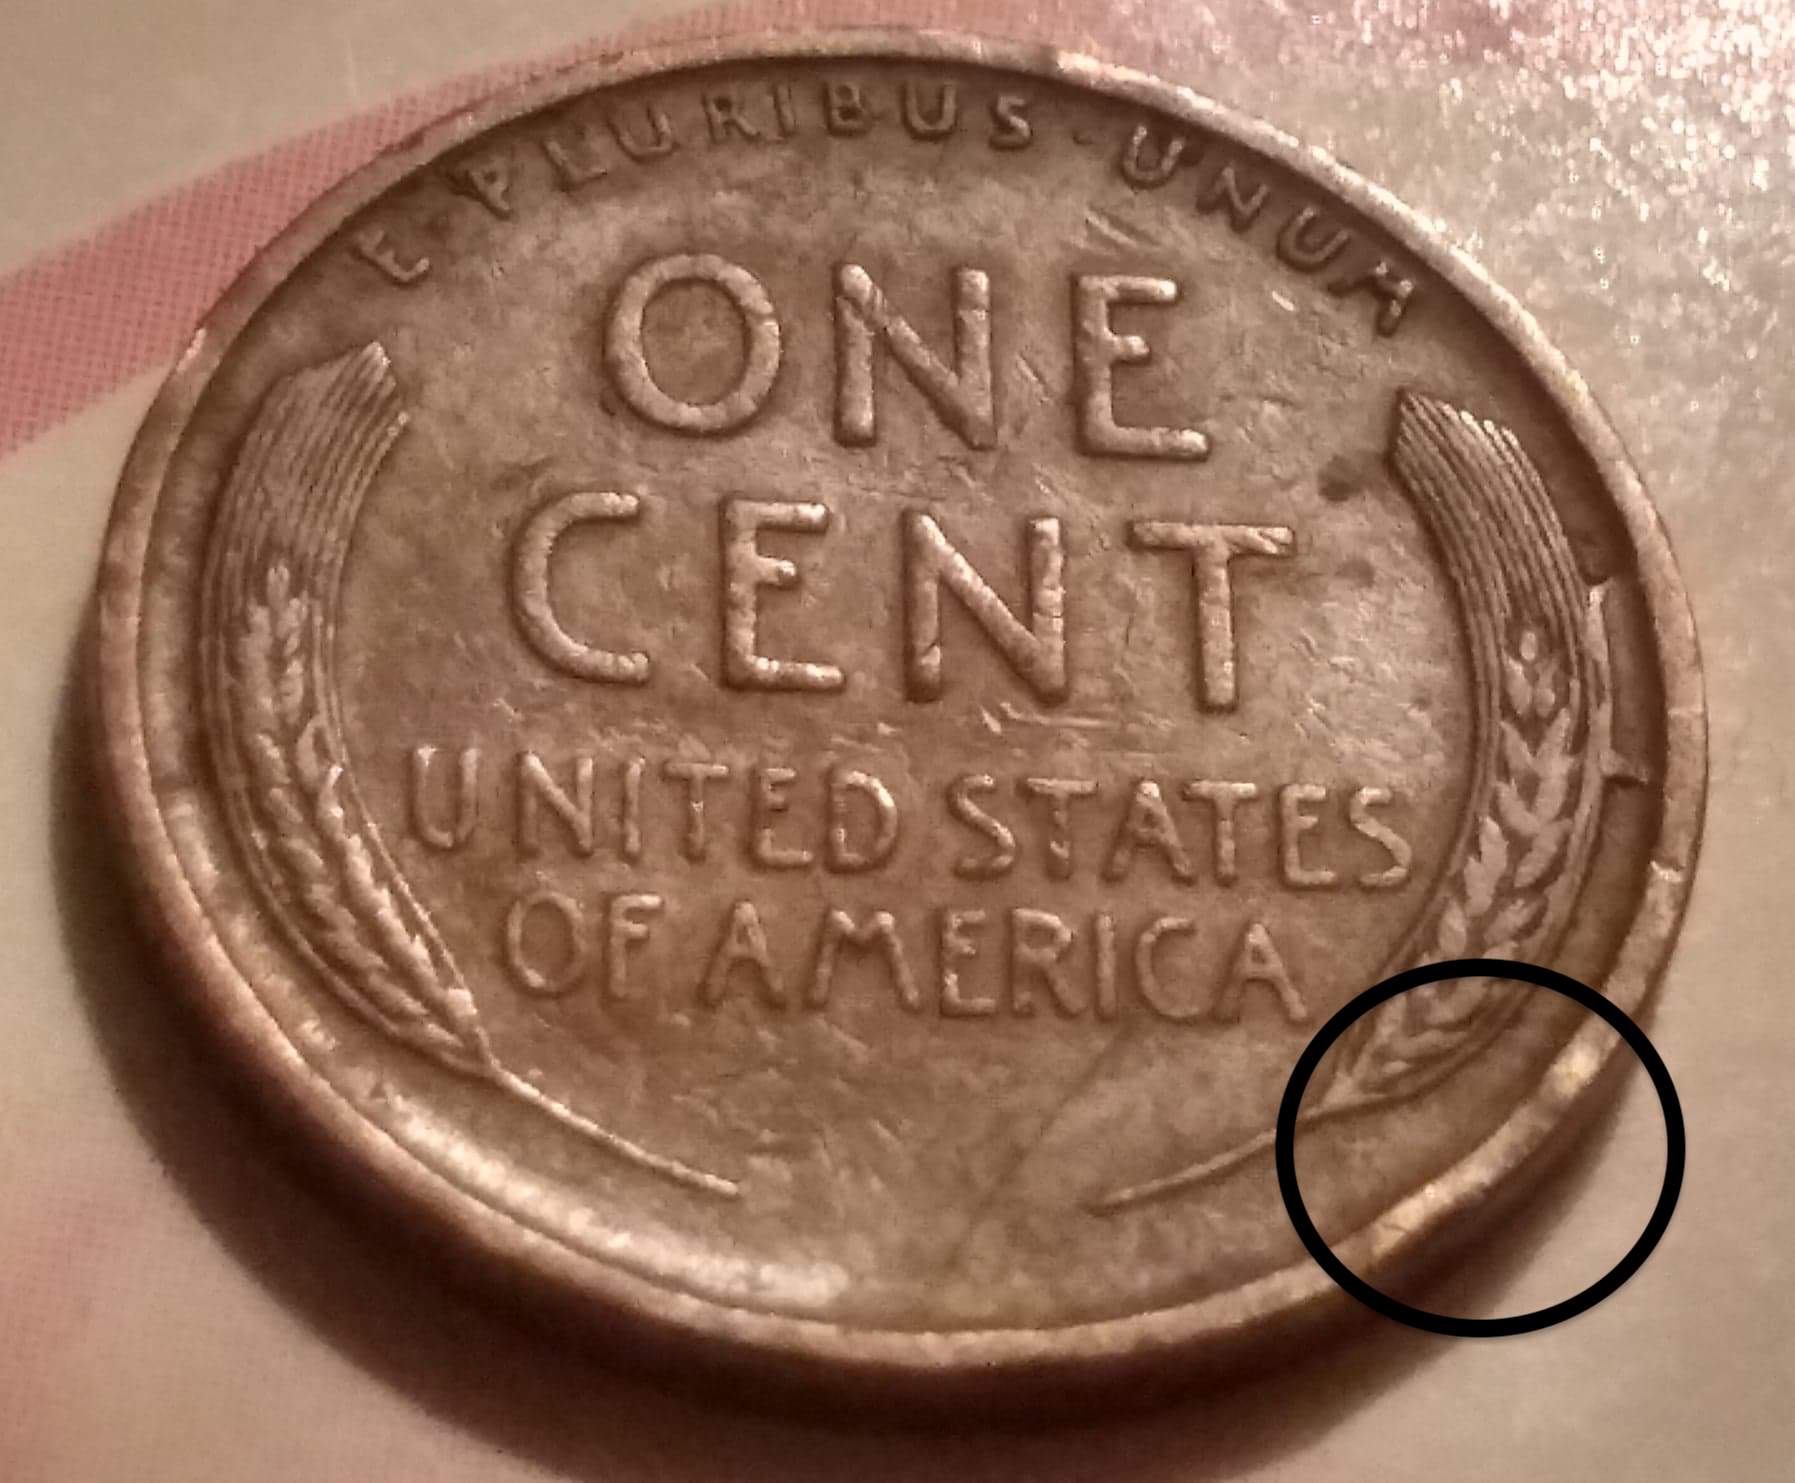 E · PLURIBUS · UNUM
ONE
CENT
UNITED STATES
OF AMERICA